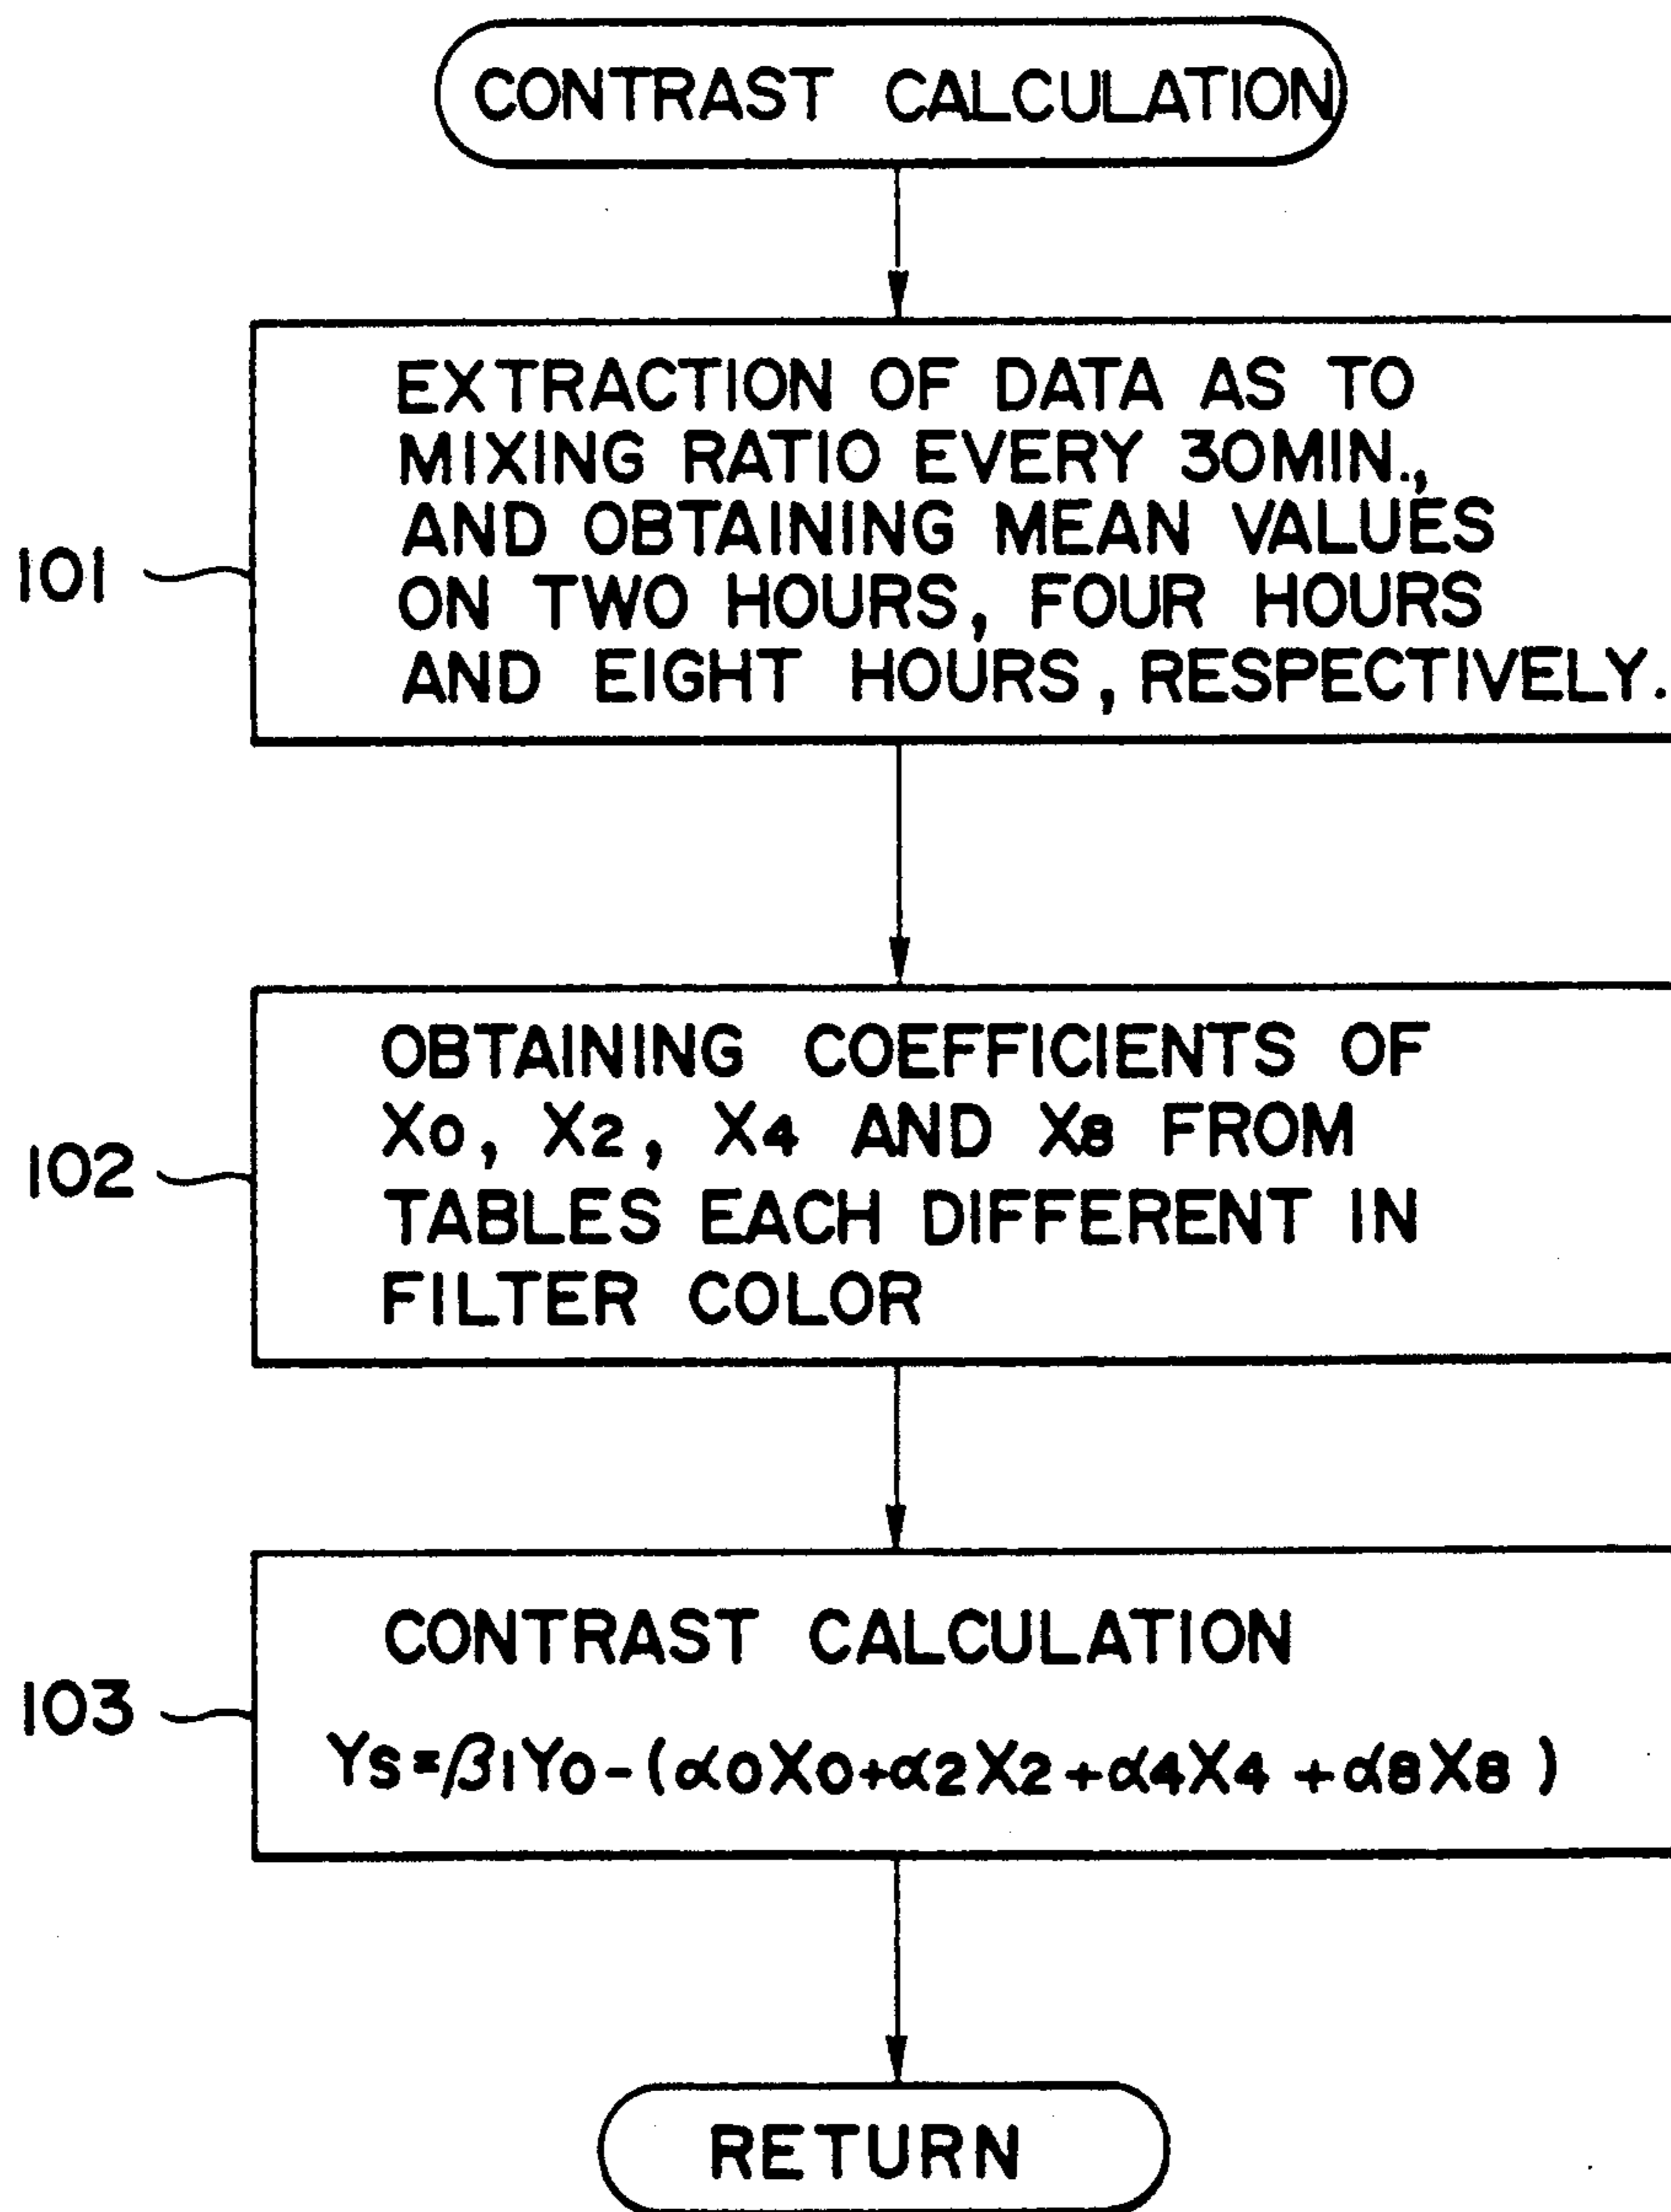 CONTRAST CALCULATION
EXTRACTION OF DATA AS TO
MIXING RATIO EVERY 30MIN.,
AND OBTAINING MEAN VALUES
ON TWO HOURS, FOUR HOURS
AND EIGHT HOURS, RESPECTIVELY.
101
OBTAINING COEFFICIENTS OF
X0, X2, X4 AND X8 FROM
TABLES EACH DIFFERENT IN
FILTER COLOR
102
CONTRAST CALCULATION
103
Ys=β1Y0-(α0X0+α2X2+α4X4+α8X8)
RETURN